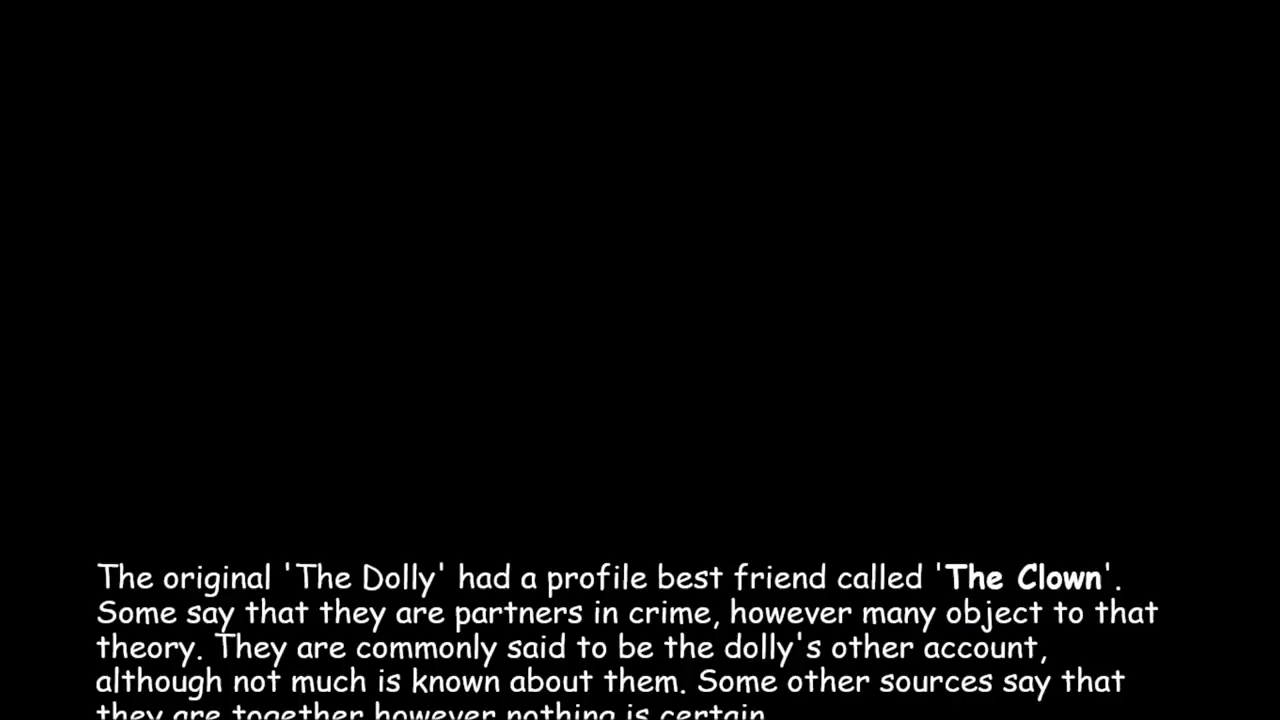 The original 'The Dolly' had a profile best friend called 'The Clown'.
Some say that they are partners in crime, however many object to that
theory. They are commonly said to be the dolly's other account,
although not much is known about them. Some other sources say that
they are together however nothing is certain